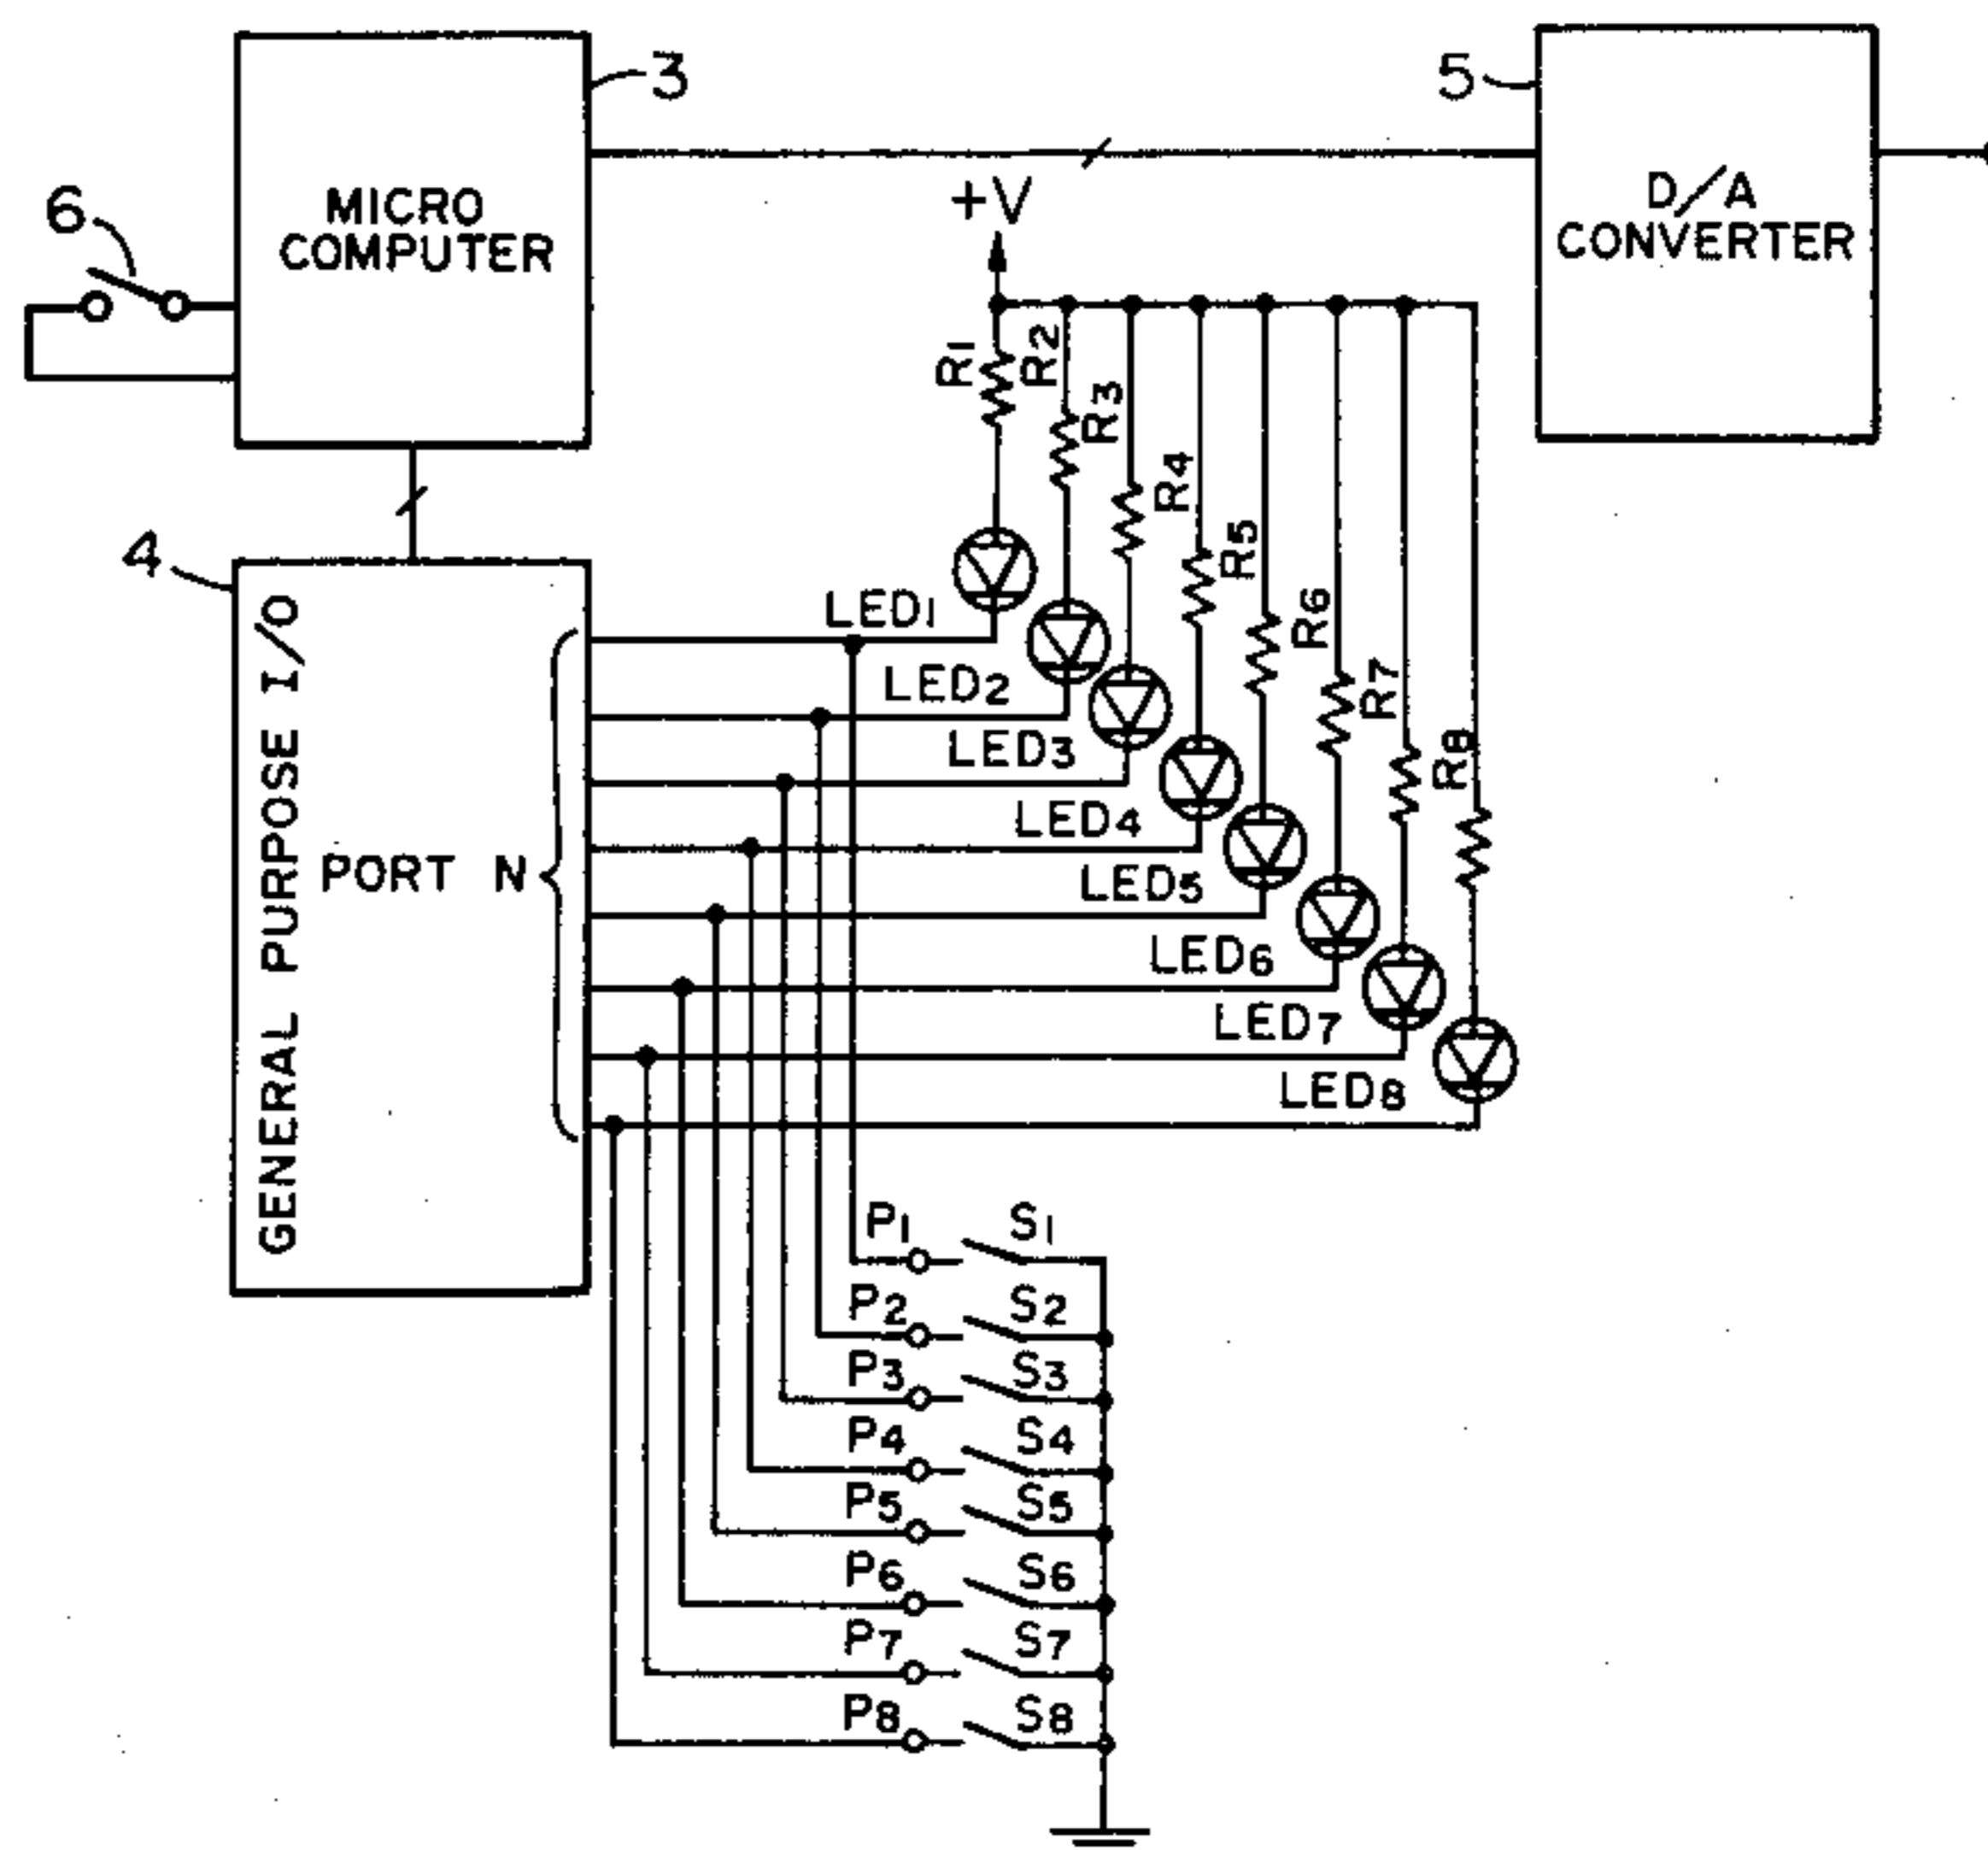 3
5
MICRO
COMPUTER
D/A
CONVERTER
6
+V
R1
R2
R3
R4
R5
R6
R7
R8
4
GENERAL PURPOSE I/O
PORT N
LED1
LED2
LED3
LED4
LED5
LED6
LED7
LED8
P1 S1
P2 S2
P3 S3
P4 S4
P5 S5
P6 S6
P7 S7
P8 S8